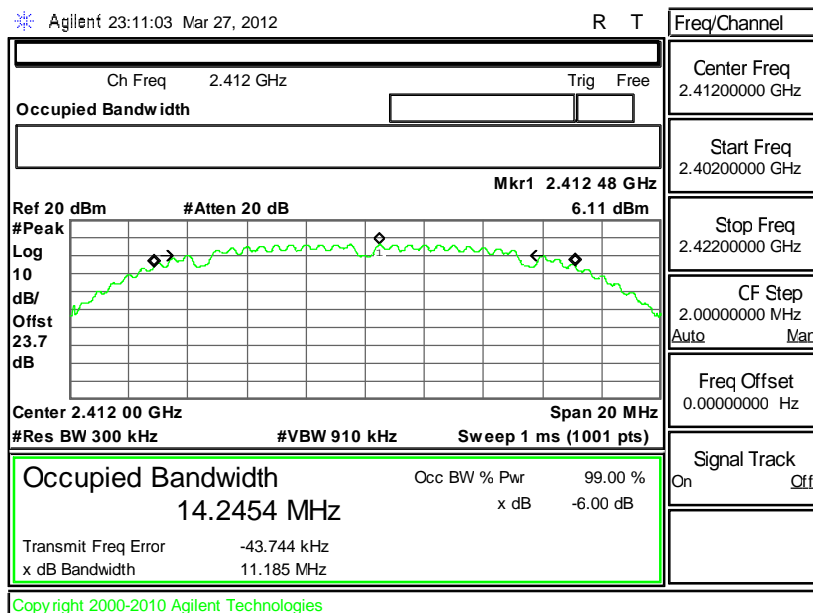 Agilent 23:11:03 Mar 27, 2012 R T
Freq/Channel
Ch Freq 2.412 GHz Trig Free
Occupied Bandwidth
Mkr1 2.412 48 GHz
Ref 20 dBm #Atten 20 dB 6.11 dBm
#Peak
Log
10
dB/
Offst
23.7
dB
1
Center 2.412 00 GHz Span 20 MHz
#Res BW 300 kHz #VBW 910 kHz Sweep 1 ms (1001 pts)
Occupied Bandwidth
14.2454 MHz
Occ BW % Pwr 99.00 %
x dB -6.00 dB
Transmit Freq Error -43.744 kHz
x dB Bandwidth 11.185 MHz
Center Freq
2.41200000 GHz
Start Freq
2.40200000 GHz
Stop Freq
2.42200000 GHz
CF Step
2.00000000 MHz
Auto Man
Freq Offset
0.00000000 Hz
Signal Track
On Off
Copyright 2000-2010 Agilent Technologies